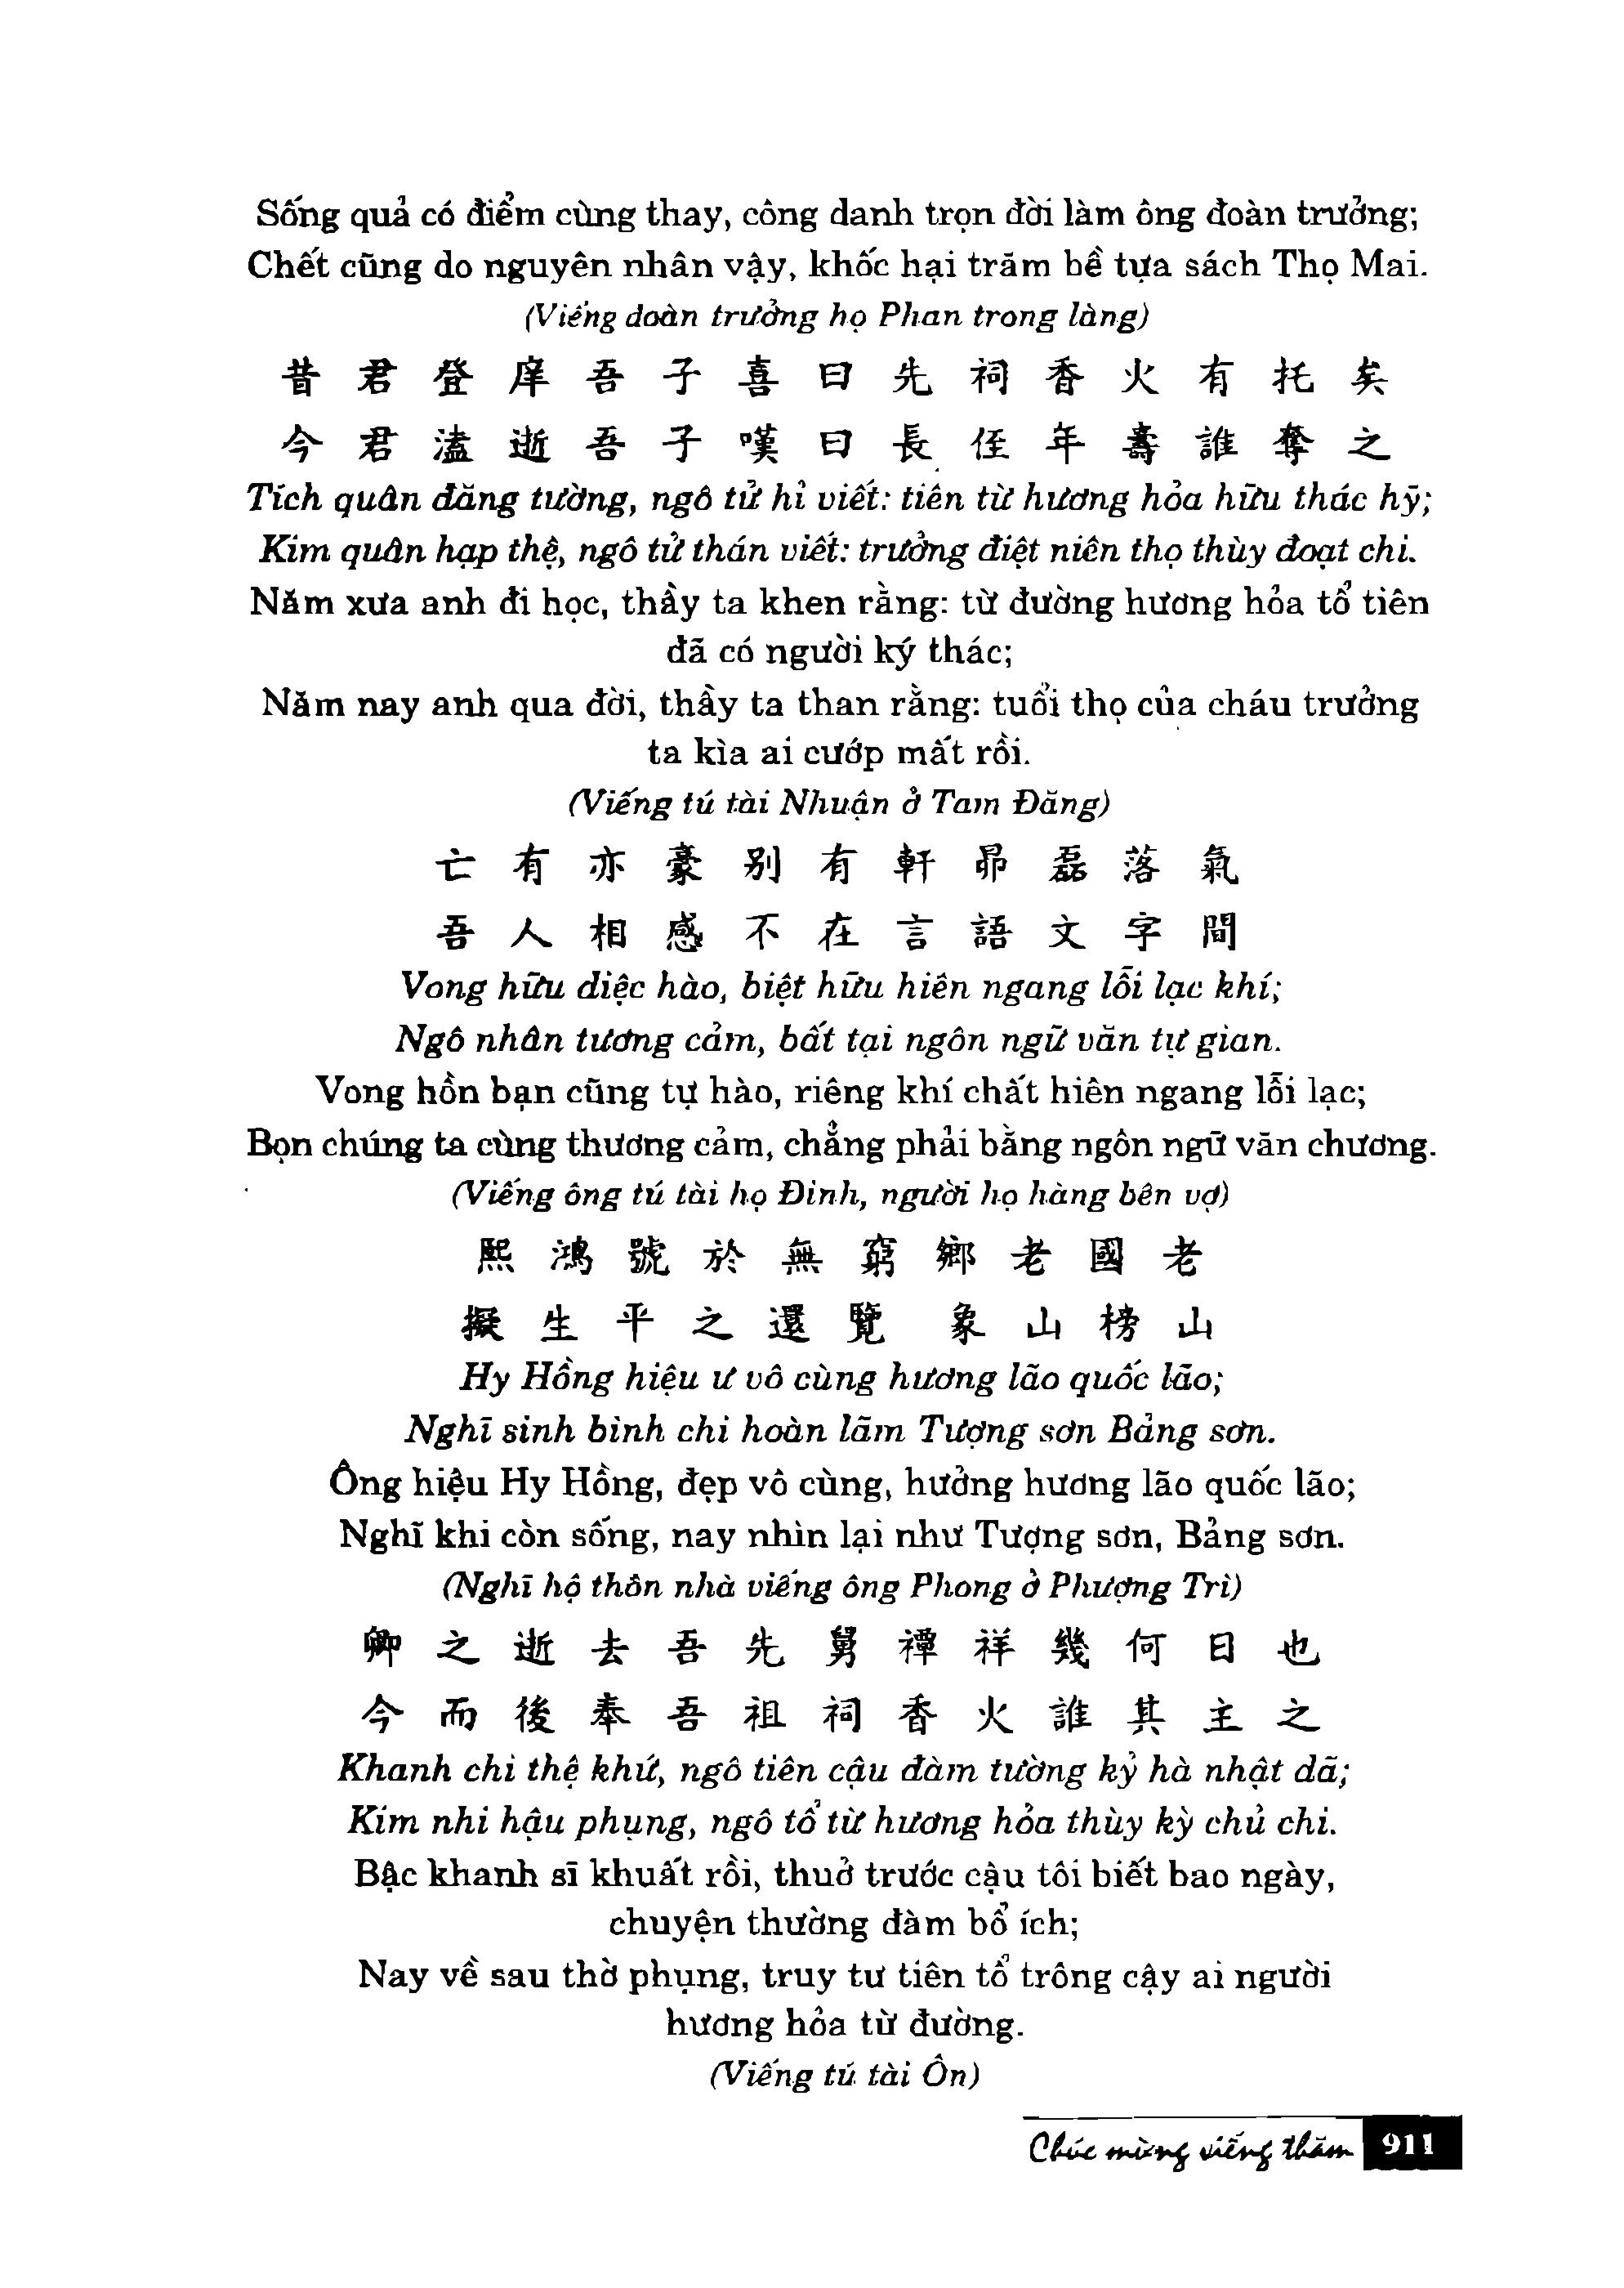 Sống quả có điểm cùng thay, công danh trọn đời làm ông đoàn trưởng;
Chết cũng do nguyên nhân vậy, khốc hại trăm bề tựa sách Thọ Mai.
(Viếng đoàn trưởng họ Phan trong làng)
昔君登庠吾子喜曰先祠香火有托矣
今君溘逝吾子嘆曰長侄年壽誰奪之
Tích quân đăng tường, ngô tử hỉ viết: tiên từ hương hỏa hữu thác hỹ;
Kim quân hạp thệ, ngô tử thán viết: trưởng điệt niên thọ thùy đoạt chi.
Năm xưa anh đi học, thầy ta khen rằng: từ đường hương hỏa tổ tiên
đã có người ký thác;
Năm nay anh qua đời, thầy ta than rằng: tuổi thọ của cháu trưởng
ta kìa ai cướp mất rồi.
(Viếng tú tài Nhuận ở Tam Đăng)
亡有亦豪別有軒昴磊落氣
吾人相感不在言語文字間
Vong hữu diệc hào, biệt hữu hiên ngang lỗi lạc khí;
Ngô nhân tương cảm, bất tại ngôn ngữ văn tự gian.
Vong hồn bạn cũng tự hào, riêng khí chất hiên ngang lỗi lạc;
Bọn chúng ta cùng thương cảm, chẳng phải bằng ngôn ngữ văn chương.
(Viếng ông tú tài họ Đinh, người họ hàng bên vợ)
熙鴻號於無窮鄉老國老
擬生平之還覽象山榜山
Hy Hồng hiệu ư vô cùng hương lão quốc lão;
Nghĩ sinh bình chi hoàn lãm Tượng sơn Bảng sơn.
Ông hiệu Hy Hồng, đẹp vô cùng, hưởng hương lão quốc lão;
Nghĩ khi còn sống, nay nhìn lại như Tượng sơn, Bảng sơn.
(Nghĩ hộ thôn nhà viếng ông Phong ở Phượng Trì)
卿之逝去吾先舅禫祥幾何日也
今而後奉吾祖祠香火誰其主之
Khanh chi thệ khứ, ngô tiên cậu đàm tường kỷ hà nhật dã;
Kim nhi hậu phụng, ngô tổ từ hương hỏa thùy kỳ chủ chi.
Bậc khanh sĩ khuất rồi, thuở trước cậu tôi biết bao ngày,
chuyện thường đàm bổ ích;
Nay về sau thờ phụng, truy tư tiên tổ trông cậy ai người
hương hỏa từ đường.
(Viếng tú tài Ôn)
Chúc mừng viếng thăm 911